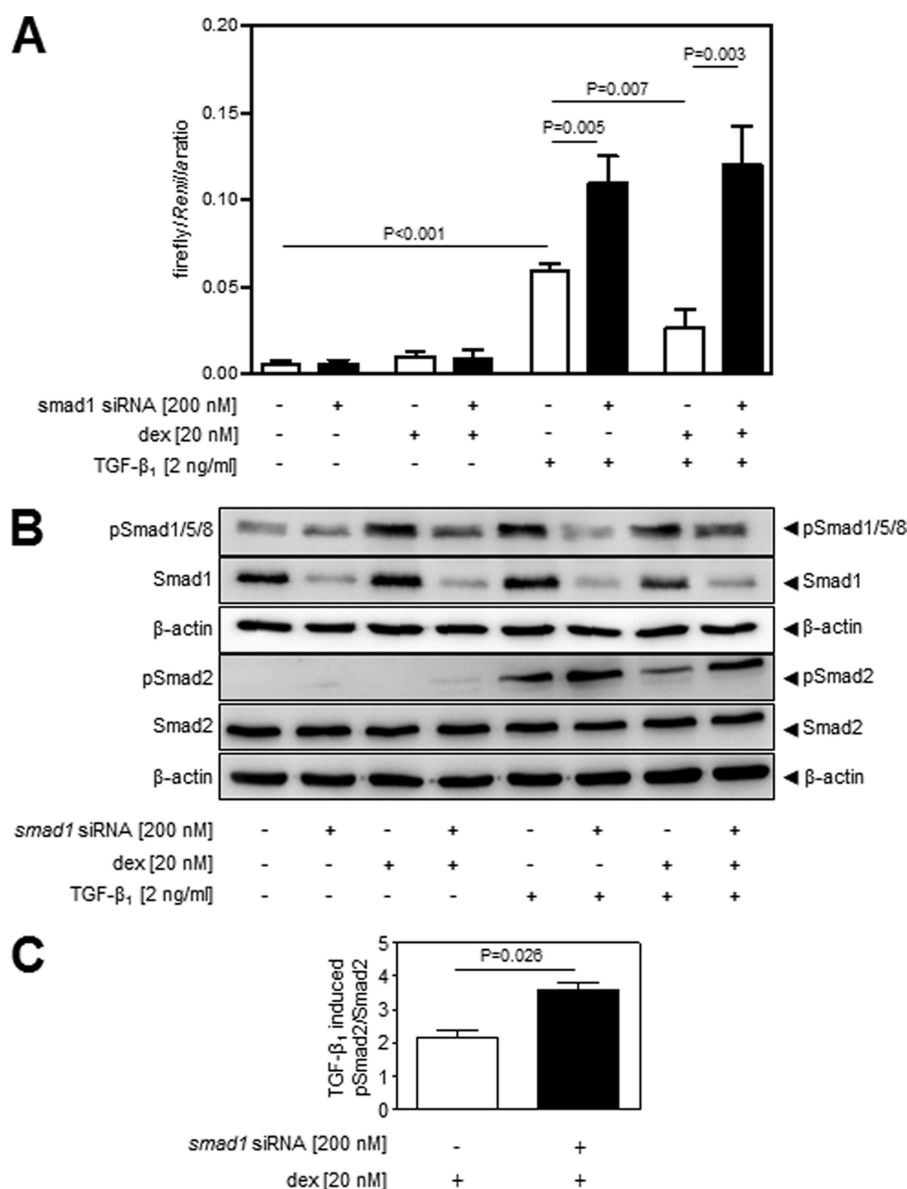 A
0.20
P=0.003
P=0.007
0.15
P=0.005
firefly/Renilla ratio
0.10
P<0.001
0.05
0.00
smad1 siRNA [200 nM] - + - + - + - +
dex [20 nM] - - + + - - + +
TGF-β₁ [2 ng/ml] - - - - + + + +
B
pSmad1/5/8 ◄ pSmad1/5/8
Smad1 ◄ Smad1
β-actin ◄ β-actin
pSmad2 ◄ pSmad2
Smad2 ◄ Smad2
β-actin ◄ β-actin
smad1 siRNA [200 nM] - + - + - + - +
dex [20 nM] - - + + - - + +
TGF-β₁ [2 ng/ml] - - - - + + + +
C
TGF-β₁ induced
pSmad2/Smad2
5
P=0.026
4
3
2
1
0
smad1 siRNA [200 nM] - +
dex [20 nM] + +